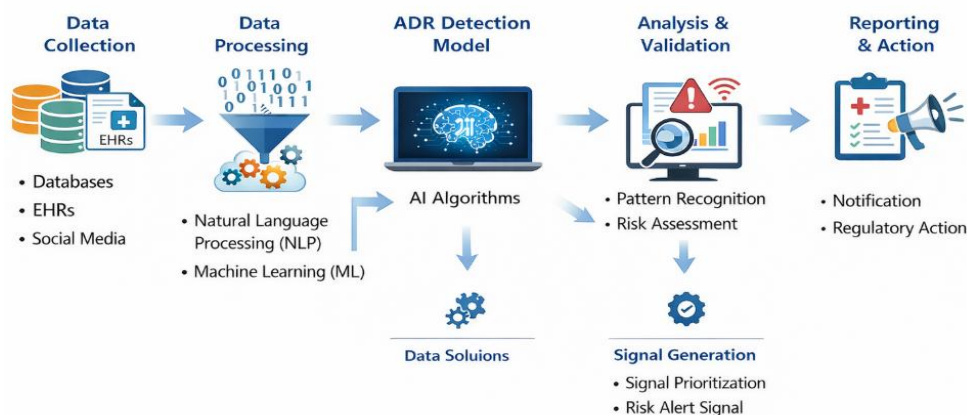 Data
Collection
Data
Processing
ADR Detection
Model
Analysis &
Validation
Reporting
& Action
EHRs
• Databases
• EHRs
• Social Media
• Natural Language
Processing (NLP)
• Machine Learning (ML)
AI Algorithms
• Pattern Recognition
• Risk Assessment
• Notification
• Regulatory Action
Data Soluions
Signal Generation
• Signal Prioritization
• Risk Alert Signal